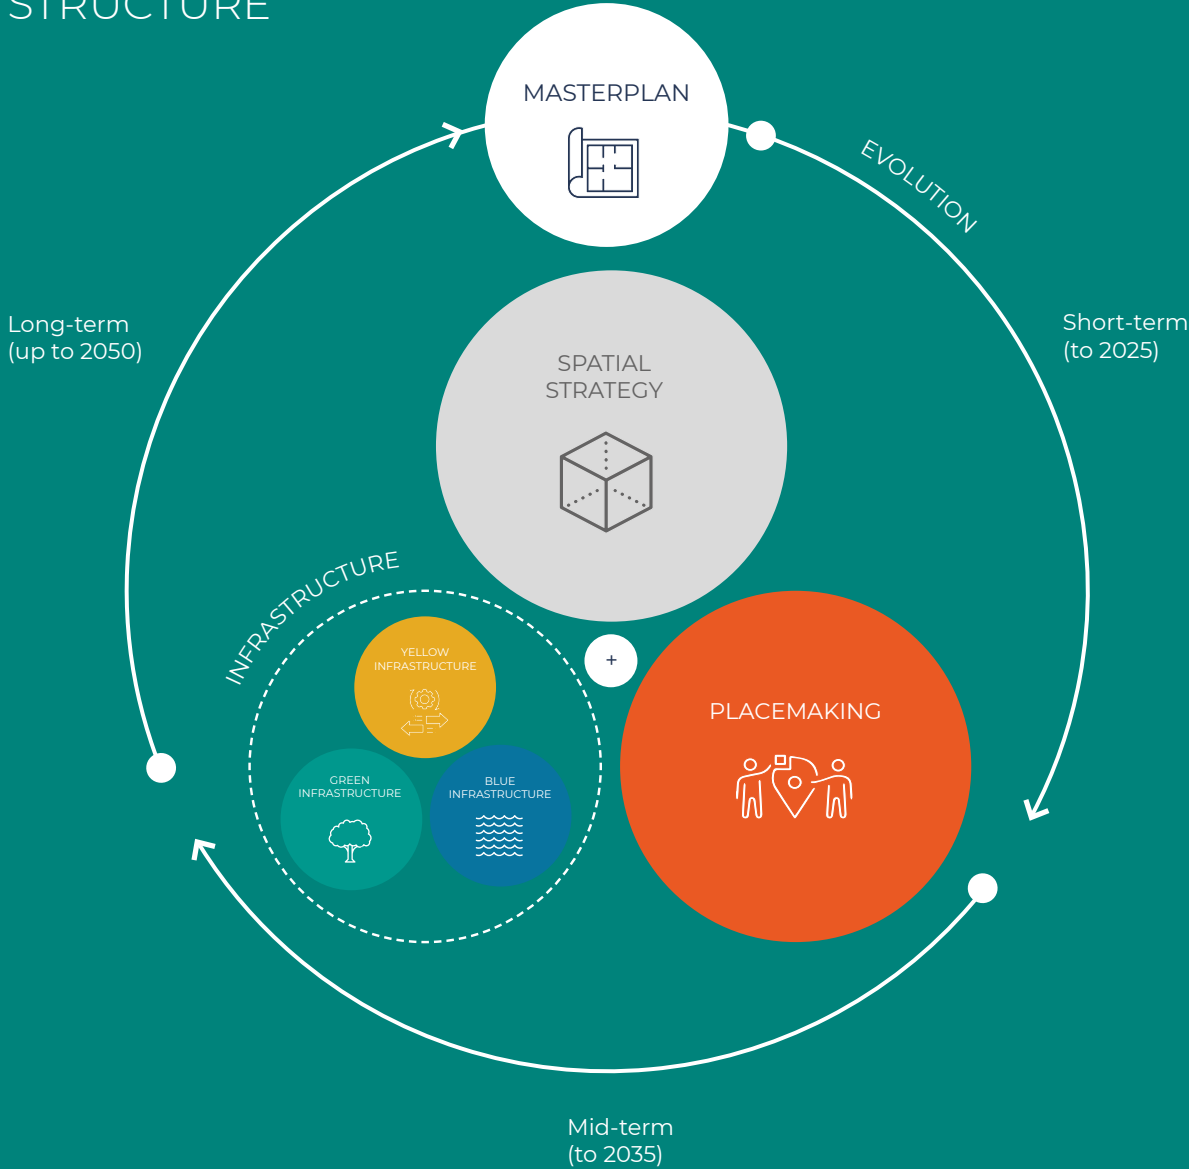 STRUCTURE
MASTERPLAN
EVOLUTION
Long-term
(up to 2050)
Short-term
(to 2025)
SPATIAL
STRATEGY
INFRASTRUCTURE
+
YELLOW
INFRASTRUCTURE
PLACEMAKING
GREEN
INFRASTRUCTURE
BLUE
INFRASTRUCTURE
Mid-term
(to 2035)